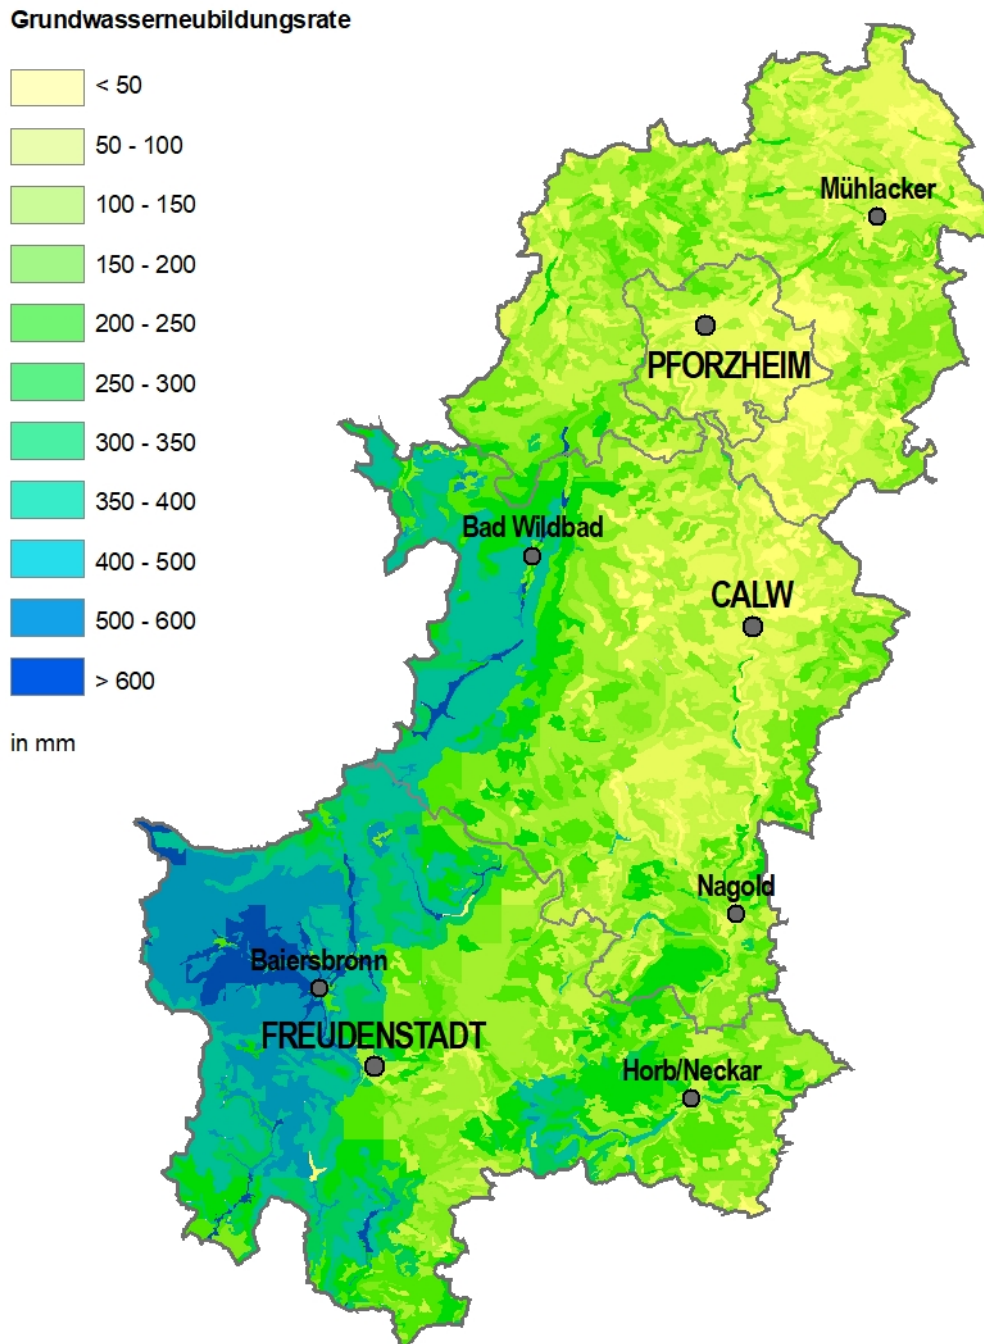 Grundwasserneubildungsrate
< 50
50 - 100
100 - 150
150 - 200
200 - 250
250 - 300
300 - 350
350 - 400
400 - 500
500 - 600
> 600
in mm
Mühlacker
PFORZHEIM
Bad Wildbad
CALW
Nagold
Baiersbronn
FREUDENSTADT
Horb/Neckar